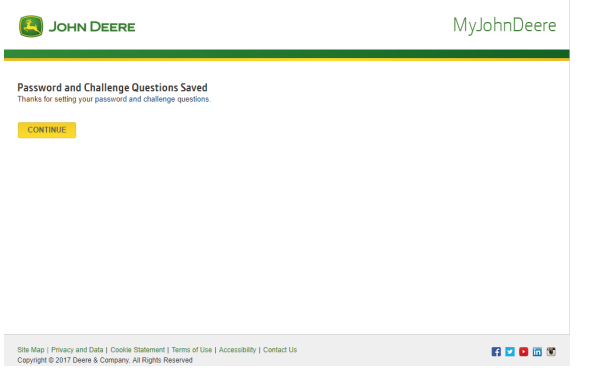 JOHN DEERE
MyJohnDeere
Password and Challenge Questions Saved
Thanks for setting your password and challenge questions.
CONTINUE
Site Map | Privacy and Data | Cookie Statement | Terms of Use | Accessibility | Contact Us
Copyright © 2017 Deere & Company. All Rights Reserved